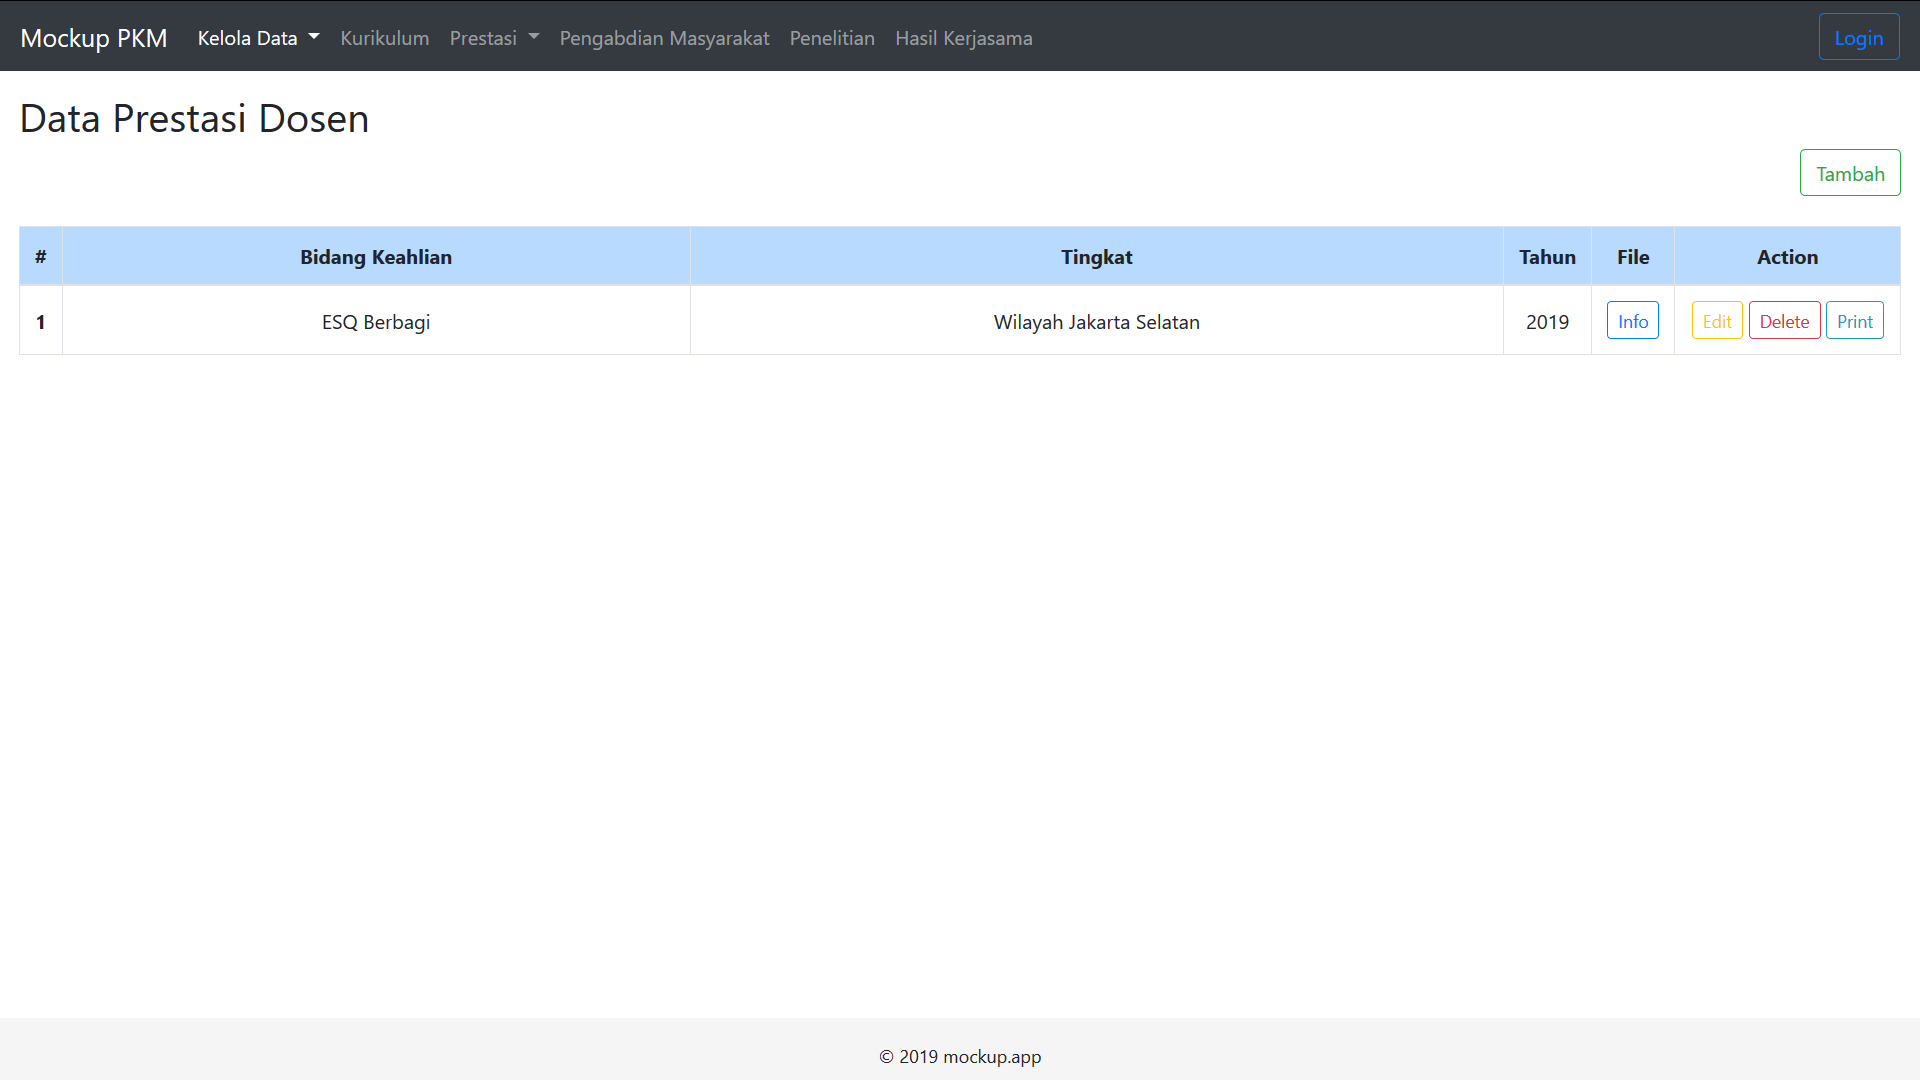 Mockup PKM Kelola Data Kurikulum Prestasi Pengabdian Masyarakat Penelitian Hasil Kerjasama Login
Data Prestasi Dosen
Tambah
# Bidang Keahlian Tingkat Tahun File Action
1 ESQ Berbagi Wilayah Jakarta Selatan 2019 Info Edit Delete Print
© 2019 mockup.app